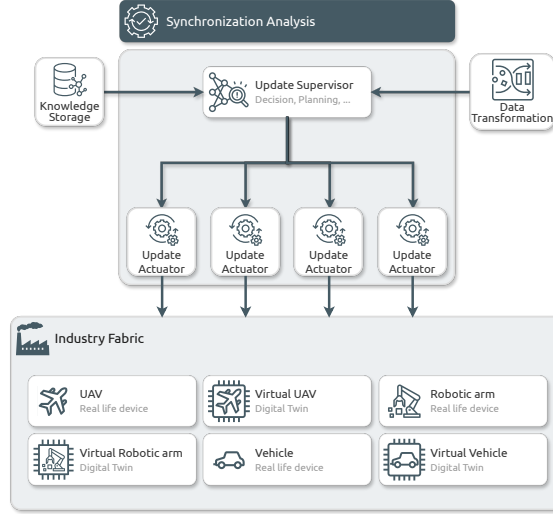 Synchronization Analysis
Knowledge
Storage
Update Supervisor
Decision, Planning, ...
Data
Transformation
Update
Actuator
Update
Actuator
Update
Actuator
Update
Actuator
Industry Fabric
UAV
Real life device
Virtual UAV
Digital Twin
Robotic arm
Real life device
Virtual Robotic arm
Digital Twin
Vehicle
Real life device
Virtual Vehicle
Digital Twin